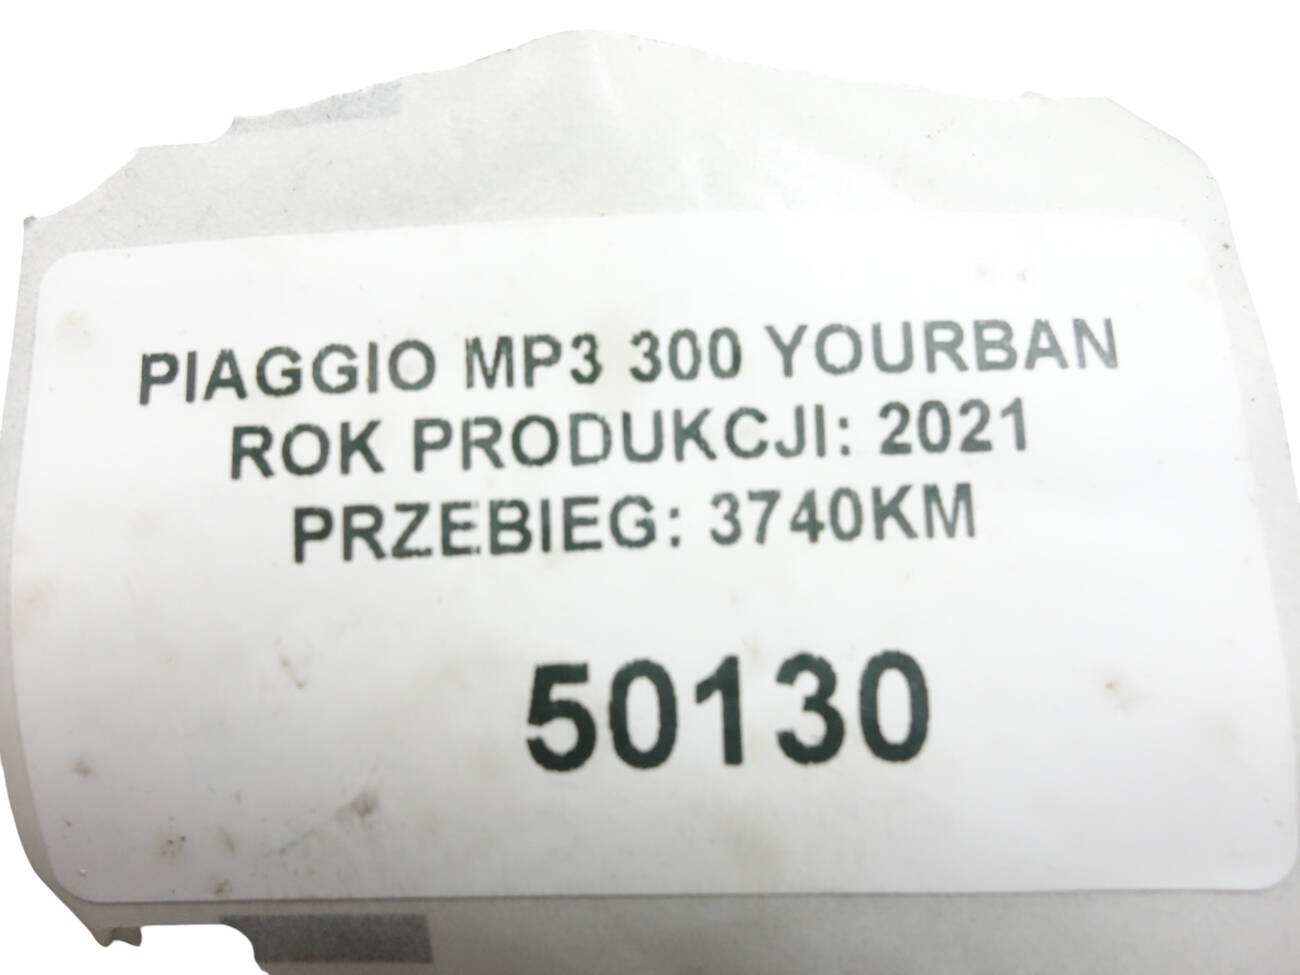 PIAGGIO MP3 300 YOURBAN
ROK PRODUKCJI: 2021
PRZEBIEG: 3740KM
50130